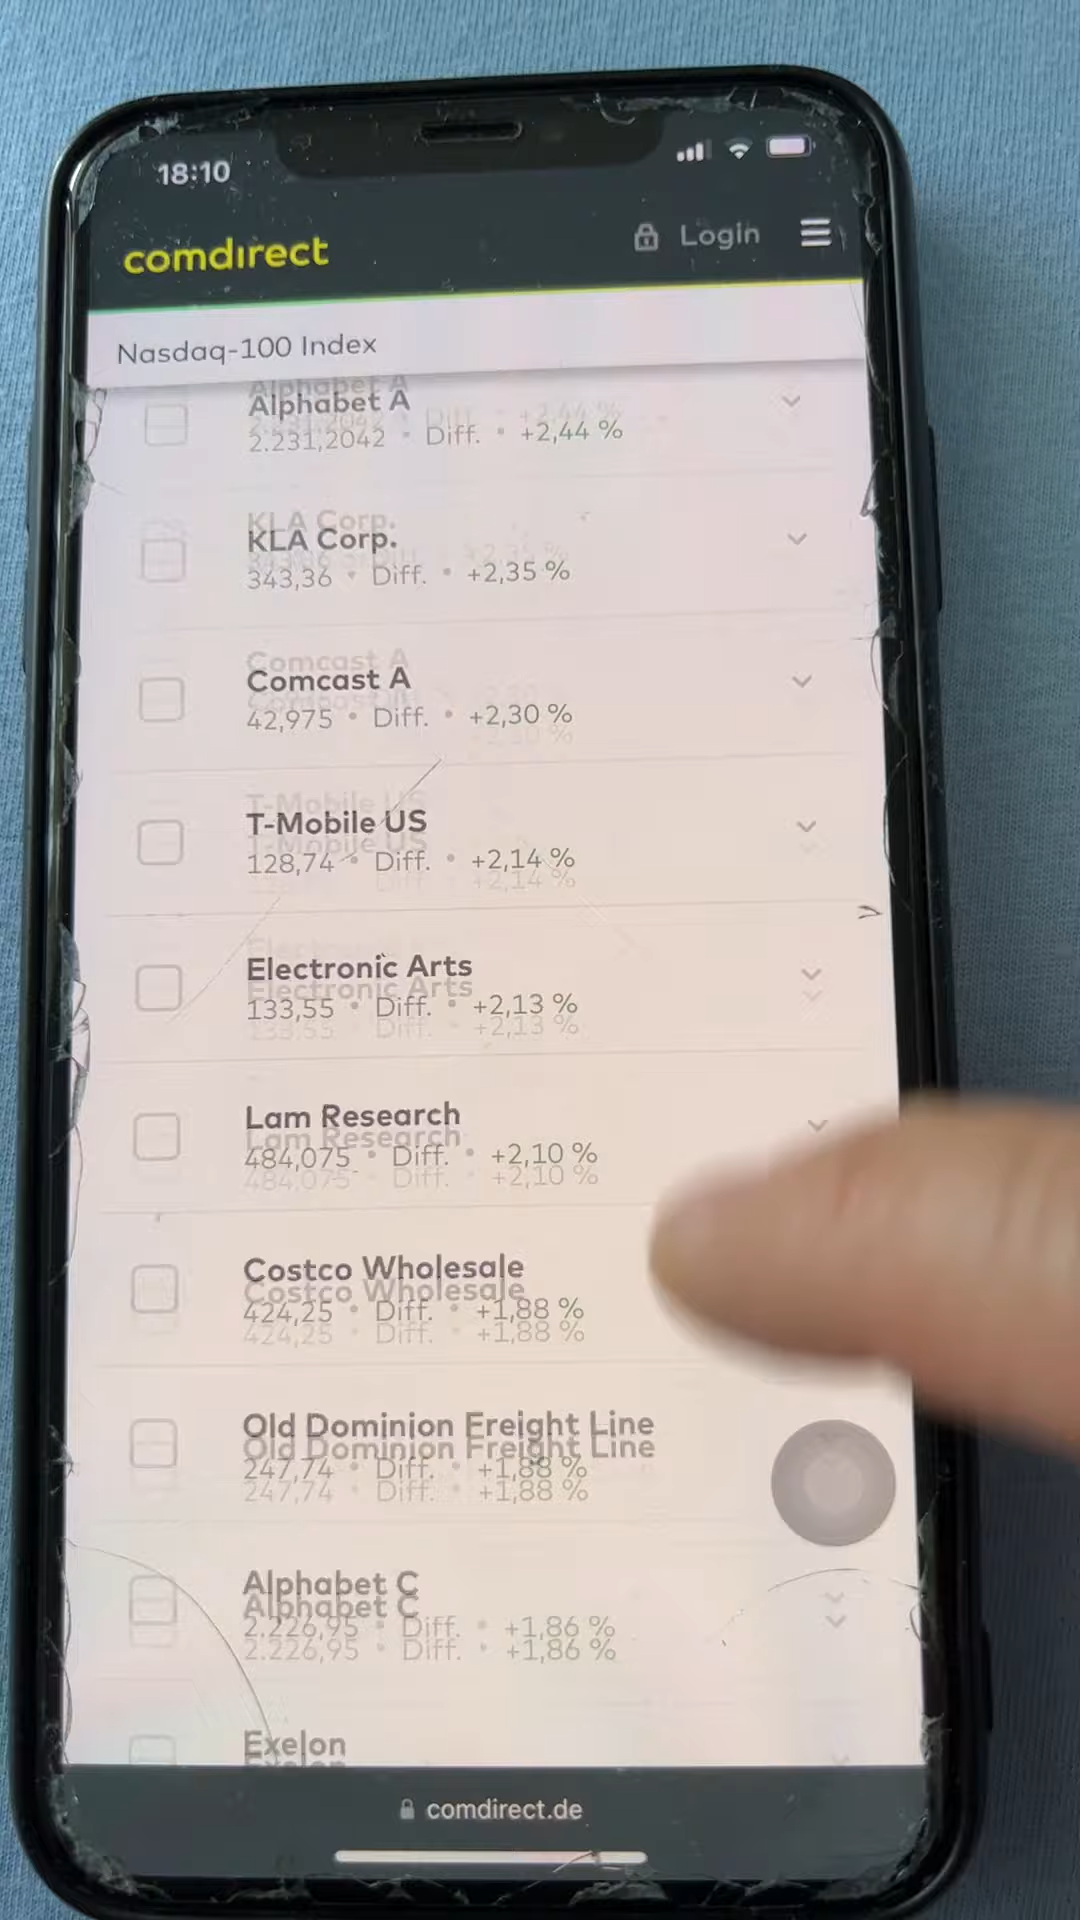 18:10
comdirect
Login
Nasdaq-100 Index
Alphabet A
2.231,2042 • Diff. • +2,44 %
KLA Corp.
343,36 • Diff. • +2,35 %
Comcast A
42,975 • Diff. • +2,30 %
T-Mobile US
128,74 • Diff. • +2,14 %
Electronic Arts
133,55 • Diff. • +2,13 %
Lam Research
484,075 • Diff. • +2,10 %
Costco Wholesale
424,25 • Diff. • +1,88 %
Old Dominion Freight Line
247,74 • Diff. • +1,88 %
Alphabet C
2.226,95 • Diff. • +1,86 %
Exelon
comdirect.de